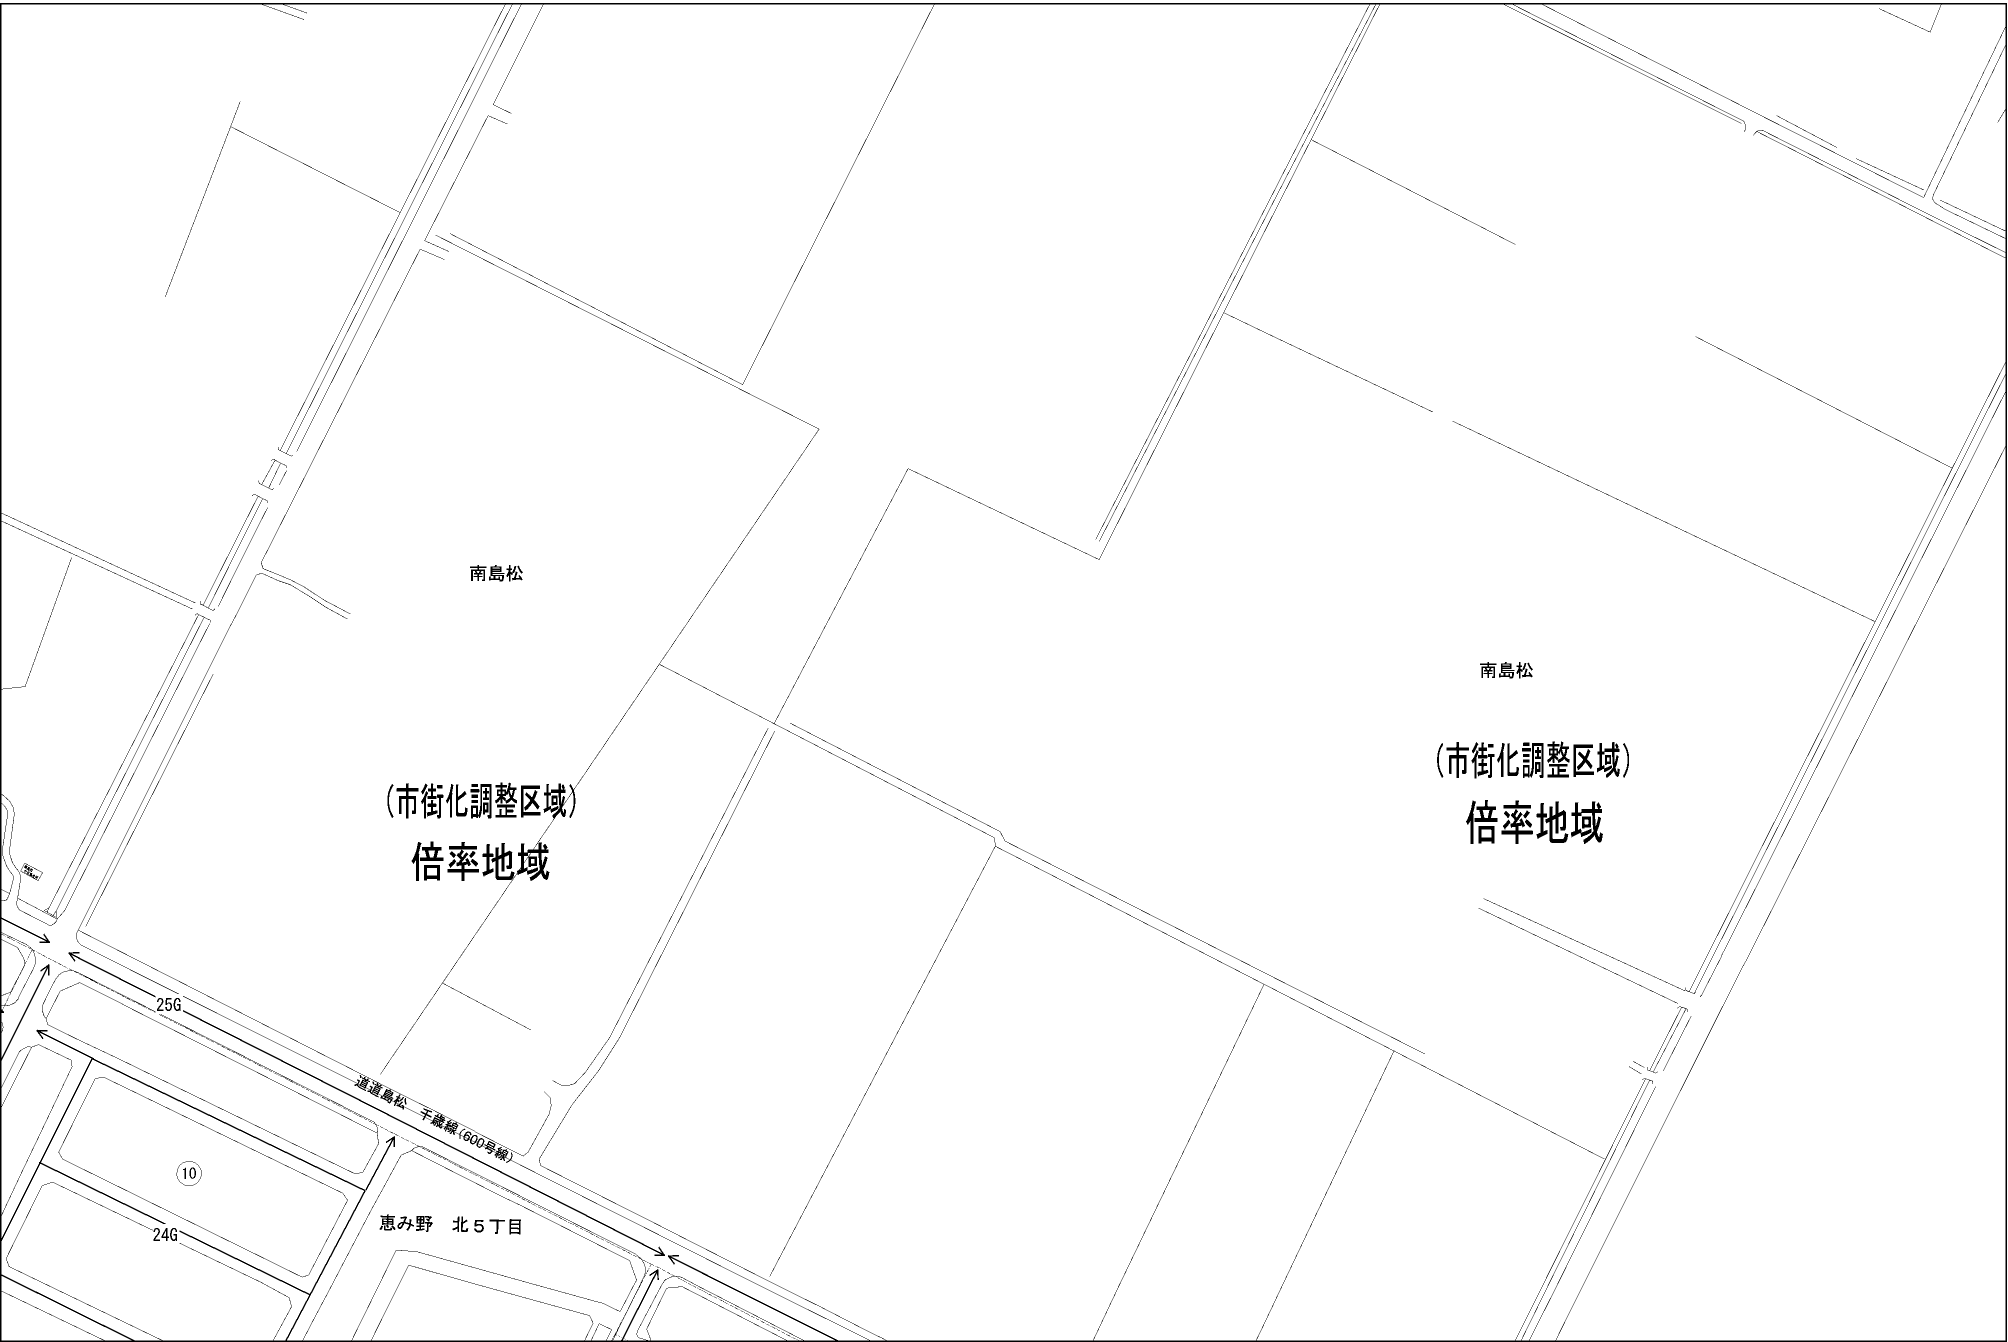 南島松
南島松
(市街化調整区域)
倍率地域
(市街化調整区域)
倍率地域
25G
道道島松 千歳線(600号線)
10
恵み野 北5丁目
24G